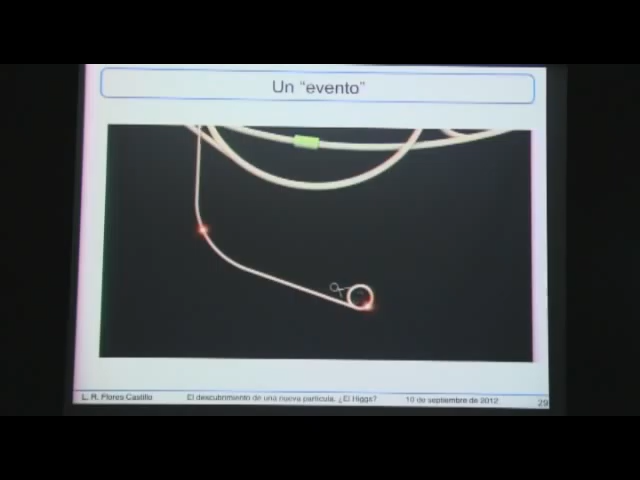 Un “evento”
L. R. Flores Castillo
El descubrimiento de una nueva partícula. ¿El Higgs?
10 de septiembre de 2012
29